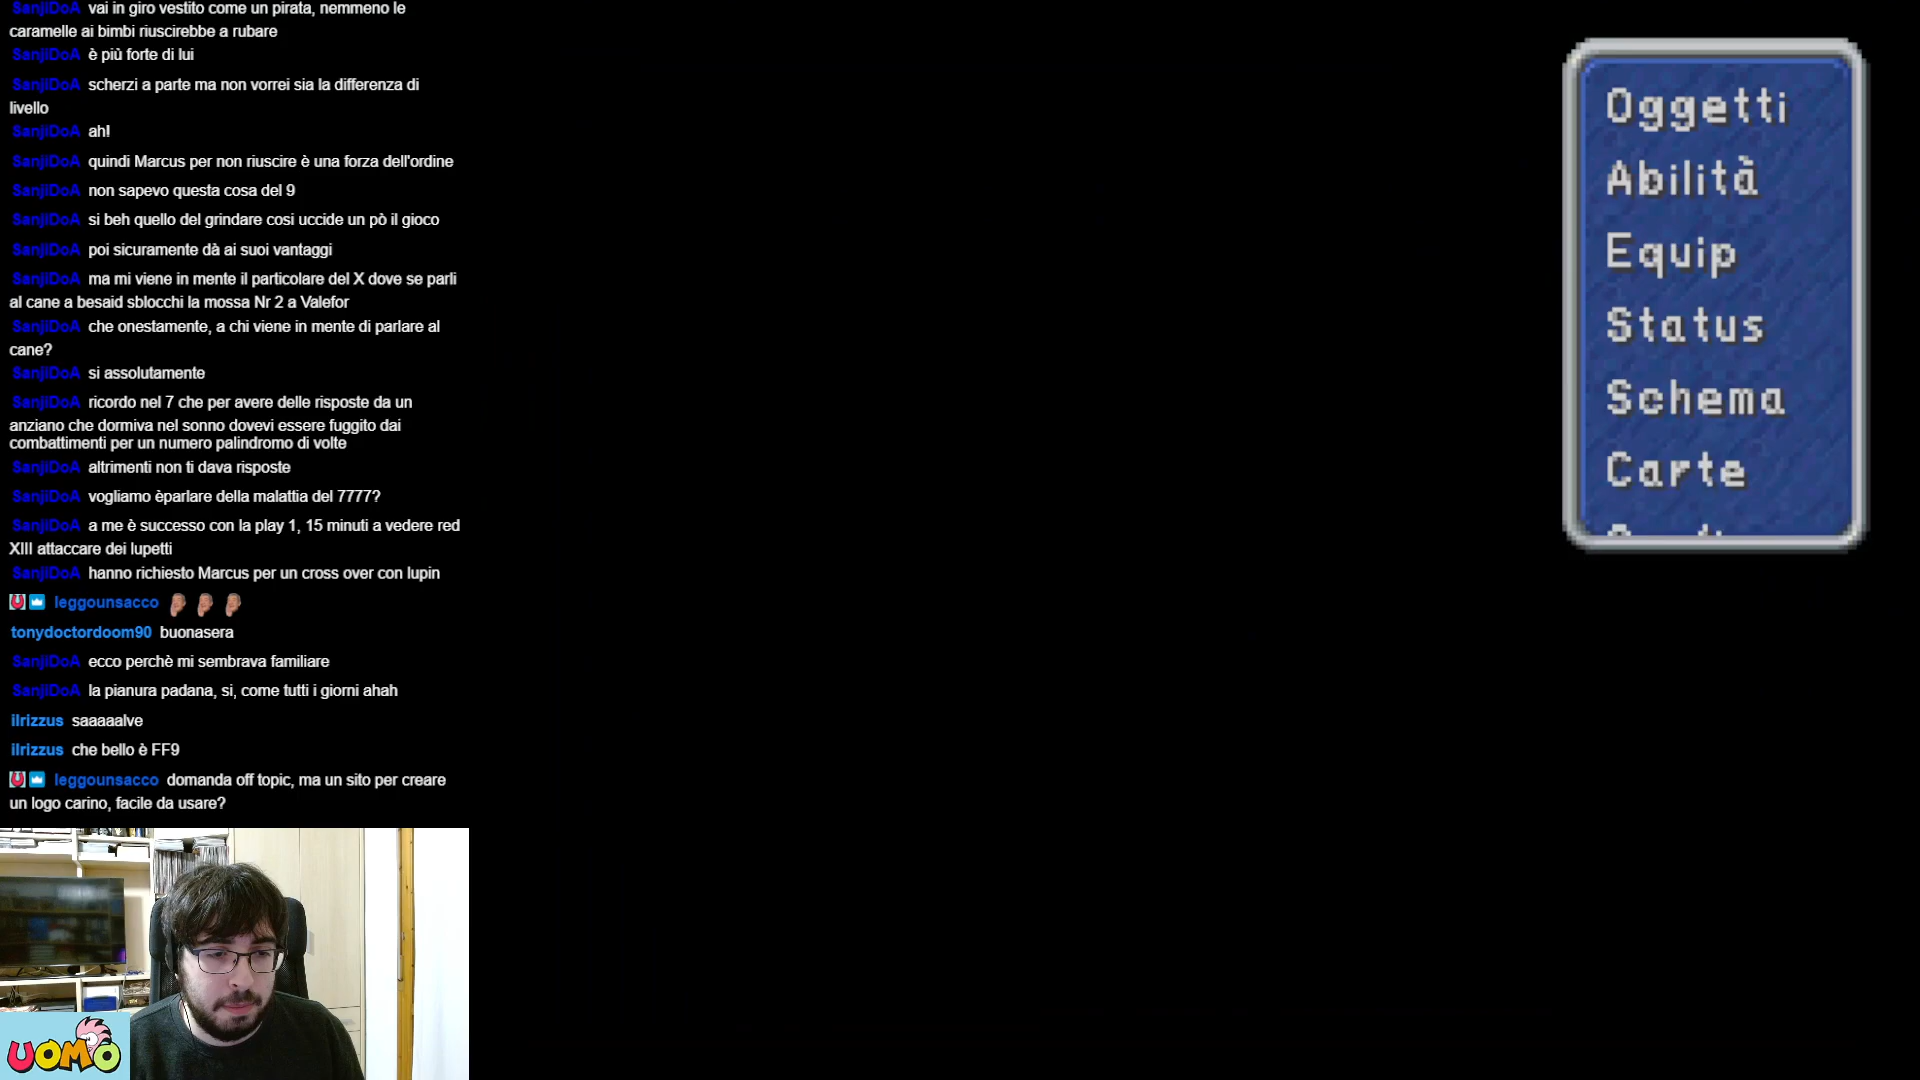 SanjiDoA vai in giro vestito come un pirata, nemmeno le
caramelle ai bimbi riuscirebbe a rubare
SanjiDoA è più forte di lui
SanjiDoA scherzi a parte ma non vorrei sia la differenza di
livello
SanjiDoA ah!
SanjiDoA quindi Marcus per non riuscire è una forza dell'ordine
SanjiDoA non sapevo questa cosa del 9
SanjiDoA si beh quello del grindare cosi uccide un pò il gioco
SanjiDoA poi sicuramente dà ai suoi vantaggi
SanjiDoA ma mi viene in mente il particolare del X dove se parli
al cane a besaid sblocchi la mossa Nr 2 a Valefor
SanjiDoA che onestamente, a chi viene in mente di parlare al
cane?
SanjiDoA si assolutamente
SanjiDoA ricordo nel 7 che per avere delle risposte da un
anziano che dormiva nel sonno dovevi essere fuggito dai
combattimenti per un numero palindromo di volte
SanjiDoA altrimenti non ti dava risposte
SanjiDoA vogliamo èparlare della malattia del 7777?
SanjiDoA a me è successo con la play 1, 15 minuti a vedere red
XIII attaccare dei lupetti
SanjiDoA hanno richiesto Marcus per un cross over con lupin
leggounsacco
tonydoctordoom90 buonasera
SanjiDoA ecco perchè mi sembrava familiare
SanjiDoA la pianura padana, si, come tutti i giorni ahah
ilrizzus saaaaalve
ilrizzus che bello è FF9
leggounsacco domanda off topic, ma un sito per creare
un logo carino, facile da usare?
UOMO
Oggetti
Abilità
Equip
Status
Schema
Carte